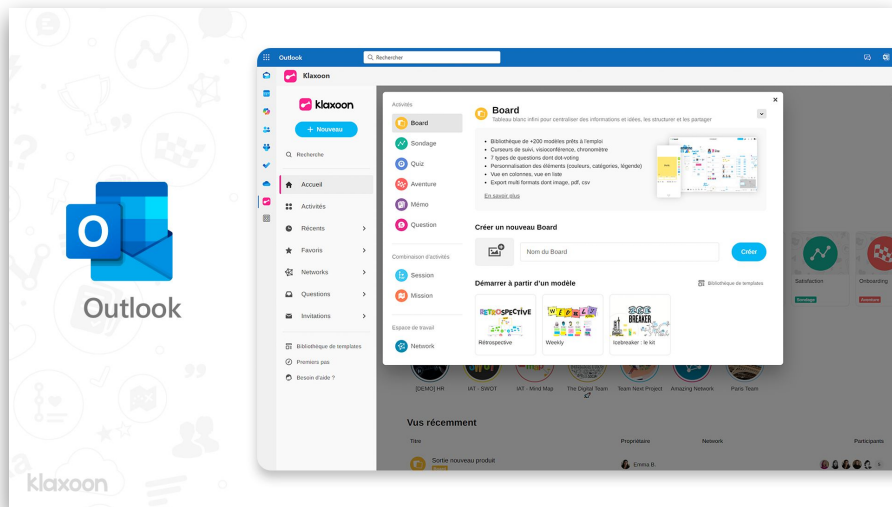 Outlook
Rechercher
Klaxoon
klaxoon
+ Nouveau
Recherche
Accueil
Activités
Récents
Favoris
Networks
Questions
Invitations
Bibliothèque de templates
Premiers pas
Besoin d'aide ?
Activités
Board
Sondage
Quiz
Aventure
Mémo
Question
Combinaison d'activités
Session
Mission
Espace de travail
Network
Board
Tableau blanc infini pour centraliser des informations et idées, les structurer et les partager
• Bibliothèque de +200 modèles prêts à l'emploi
• Curseurs de suivi, visioconférence, chronomètre
• 7 types de questions dont dot-voting
• Personnalisation des éléments (couleurs, catégories, légende)
• Vue en colonnes, vue en liste
• Export multi formats dont image, pdf, csv
En savoir plus
Créer un nouveau Board
Nom du Board
Créer
Démarrer à partir d'un modèle
Bibliothèque de templates
RETROSPECTIVE
WEEKLY
ICE BREAKER
Rétrospective
Weekly
Icebreaker : le kit
Satisfaction
Onboarding
Sondage
Aventure
[DEMO] HR
IAT - SWOT
IAT - Mind Map
The Digital Team
Team Next Project
Amazing Network
Paris Team
Vus récemment
Titre
Propriétaire
Network
Participants
Sortie nouveau produit
Board
Emma B.
Outlook
klaxoon